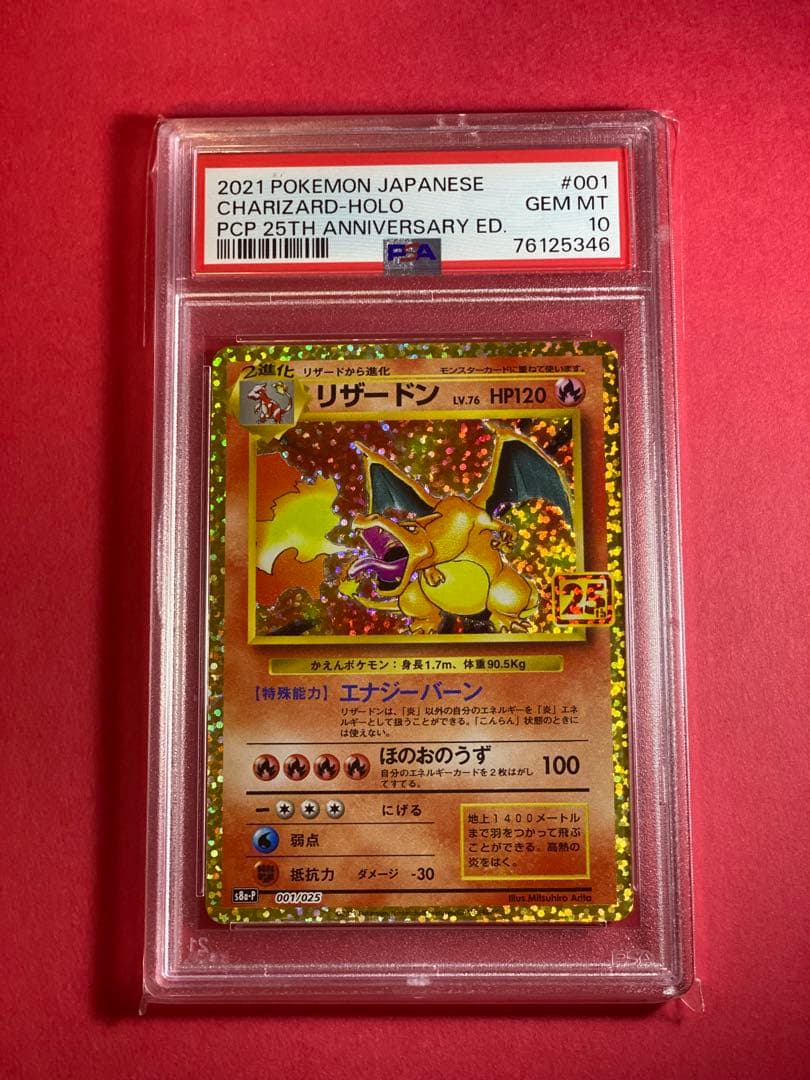 2021 POKEMON JAPANESE #001
CHARIZARD-HOLO GEM MT
PCP 25TH ANNIVERSARY ED. 10
PSA 76125346
2進化 リザードから進化 モンスターカードに重ねて使います。
リザードン LV.76 HP120
25th
かえんポケモン：身長1.7m、体重90.5Kg
【特殊能力】 エナジーバーン
リザードンは、「炎」以外の自分のエネルギーを「炎」エネ
ルギーとして扱うことができる。「こんらん」状態のときに
は使えない。
ほのおのうず 100
自分のエネルギーカードを2枚はがし
てすてる。
にげる
弱点
抵抗力 ダメージ -30
地上1400メートル
まで羽をつかって飛ぶ
ことができる。高熱の
炎をはく。
s8a-P 001/025
Illus.Mitsuhiro Arita
PSA